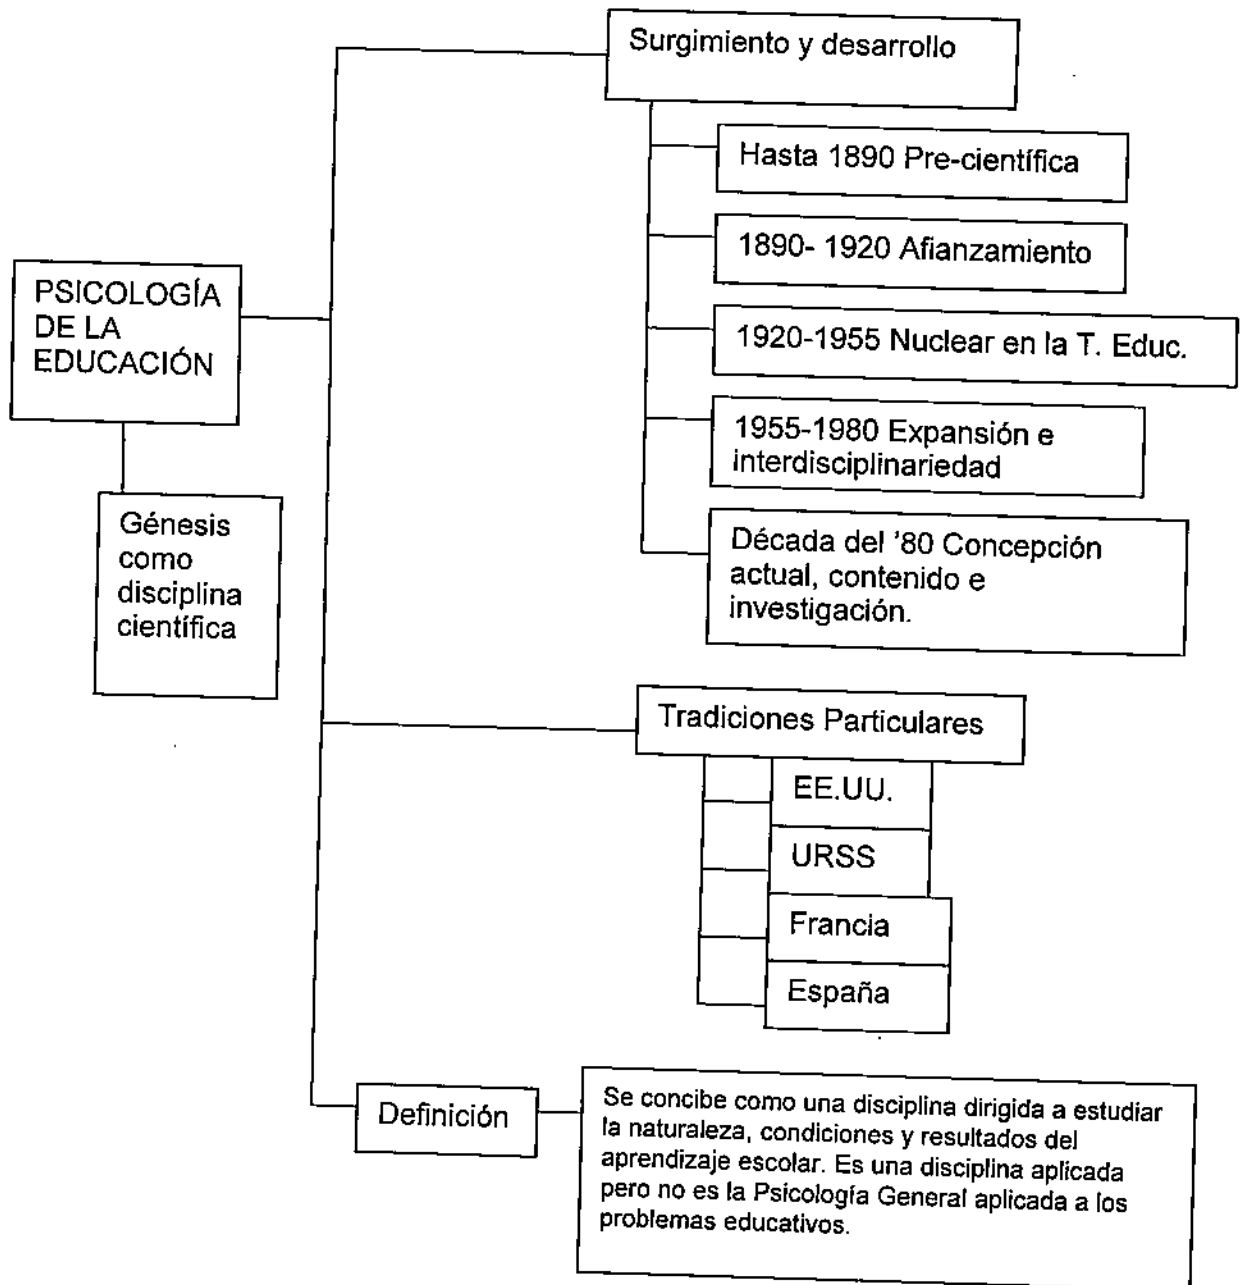 Surgimiento y desarrollo
Hasta 1890 Pre-científica
1890- 1920 Afianzamiento
1920-1955 Nuclear en la T. Educ.
1955-1980 Expansión e
interdisciplinariedad
Década del '80 Concepción
actual, contenido e
investigación.
PSICOLOGÍA
DE LA
EDUCACIÓN
Génesis
como
disciplina
científica
Tradiciones Particulares
EE.UU.
URSS
Francia
España
Definición
Se concibe como una disciplina dirigida a estudiar
la naturaleza, condiciones y resultados del
aprendizaje escolar. Es una disciplina aplicada
pero no es la Psicología General aplicada a los
problemas educativos.